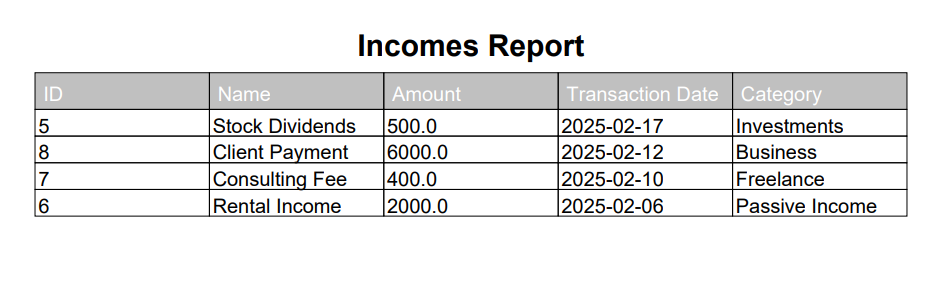 Incomes Report
ID Name Amount Transaction Date Category
5 Stock Dividends 500.0 2025-02-17 Investments
8 Client Payment 6000.0 2025-02-12 Business
7 Consulting Fee 400.0 2025-02-10 Freelance
6 Rental Income 2000.0 2025-02-06 Passive Income